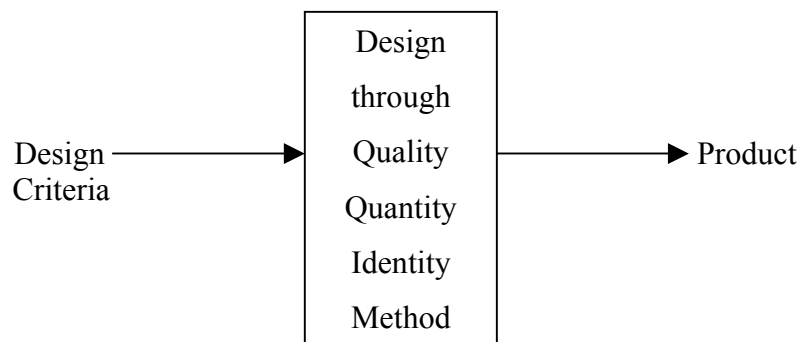 Design
Criteria
Design
through
Quality
Quantity
Identity
Method
Product